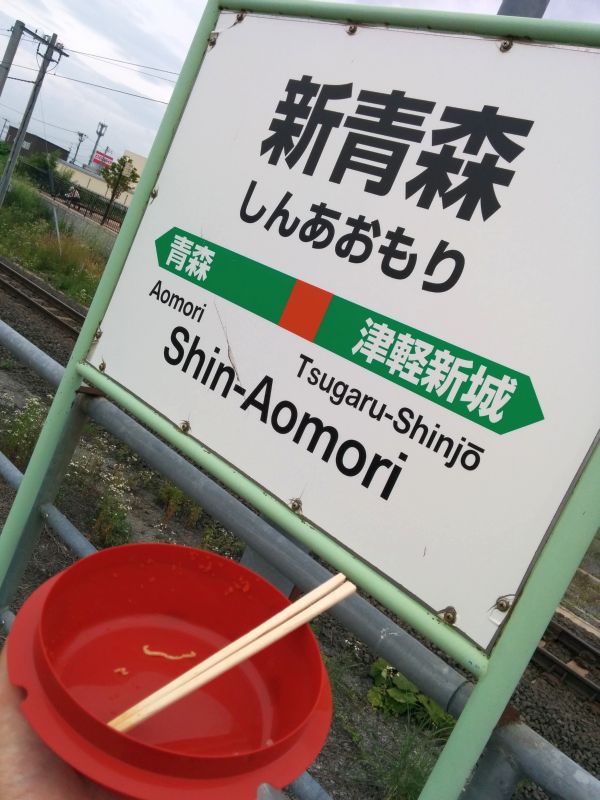 新青森
しんあおもり
青森
津軽新城
Aomori
Tsugaru-Shinjō
Shin-Aomori